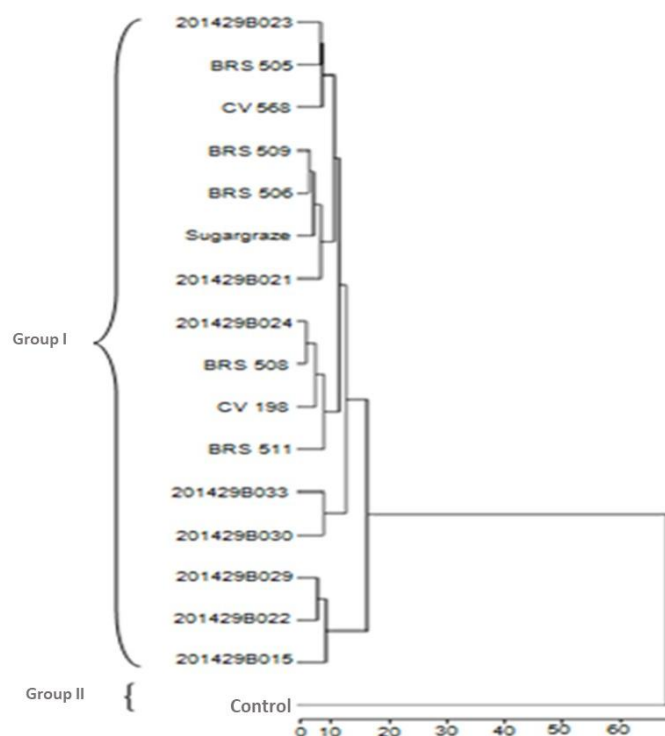 201429B023
BRS 505
CV 568
BRS 509
BRS 506
Sugargraze
201429B021
Group I
201429B024
BRS 508
CV 198
BRS 511
201429B033
201429B030
201429B029
201429B022
201429B015
Group II
Control
0 10 20 30 40 50 60